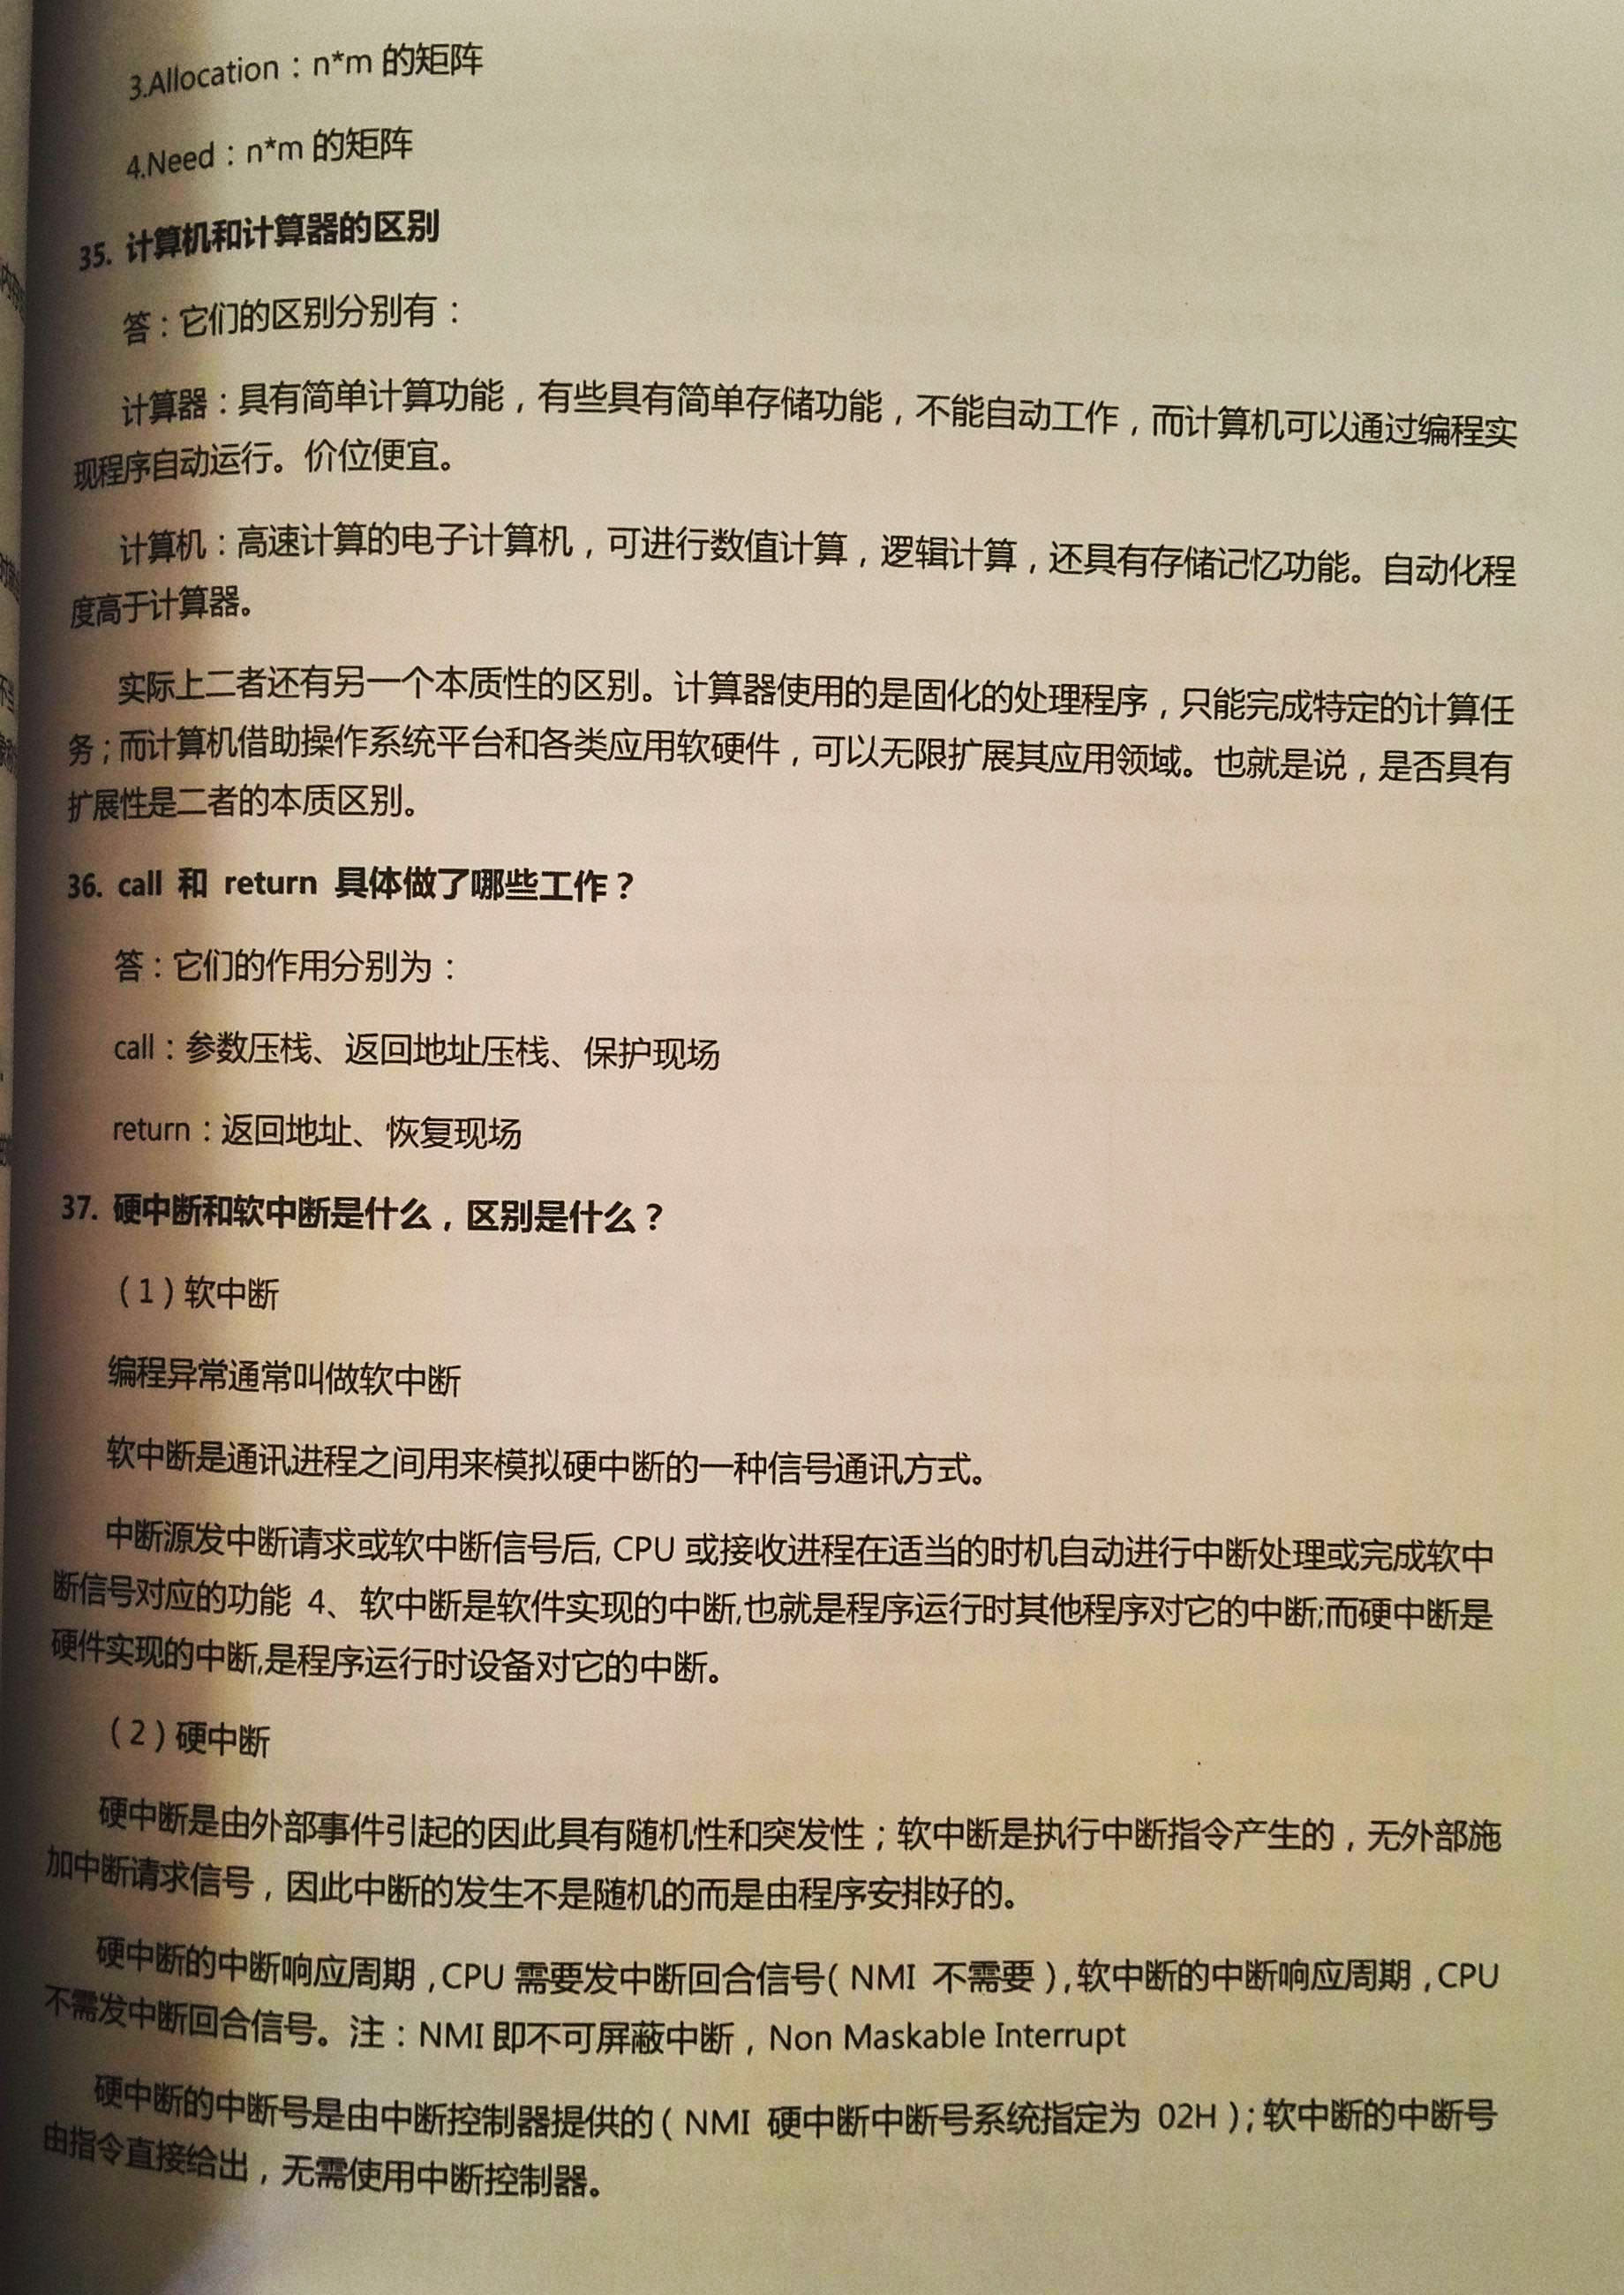 3.Allocation：n*m 的矩阵
4.Need：n*m 的矩阵
35. 计算机和计算器的区别
答：它们的区别分别有：
计算器：具有简单计算功能，有些具有简单存储功能，不能自动工作，而计算机可以通过编程实
现程序自动运行。价位便宜。
计算机：高速计算的电子计算机，可进行数值计算，逻辑计算，还具有存储记忆功能。自动化程
度高于计算器。
实际上二者还有另一个本质性的区别。计算器使用的是固化的处理程序，只能完成特定的计算任
务；而计算机借助操作系统平台和各类应用软硬件，可以无限扩展其应用领域。也就是说，是否具有
扩展性是二者的本质区别。
36. call 和 return 具体做了哪些工作？
答：它们的作用分别为：
call：参数压栈、返回地址压栈、保护现场
return：返回地址、恢复现场
37. 硬中断和软中断是什么，区别是什么？
（1）软中断
编程异常通常叫做软中断
软中断是通讯进程之间用来模拟硬中断的一种信号通讯方式。
中断源发中断请求或软中断信号后, CPU 或接收进程在适当的时机自动进行中断处理或完成软中
断信号对应的功能 4、软中断是软件实现的中断,也就是程序运行时其他程序对它的中断;而硬中断是
硬件实现的中断,是程序运行时设备对它的中断。
（2）硬中断
硬中断是由外部事件引起的因此具有随机性和突发性；软中断是执行中断指令产生的，无外部施
加中断请求信号，因此中断的发生不是随机的而是由程序安排好的。
硬中断的中断响应周期，CPU 需要发中断回合信号（NMI 不需要），软中断的中断响应周期，CPU
不需发中断回合信号。注：NMI 即不可屏蔽中断，Non Maskable Interrupt
硬中断的中断号是由中断控制器提供的（NMI 硬中断中断号系统指定为 02H）；软中断的中断号
由指令直接给出，无需使用中断控制器。